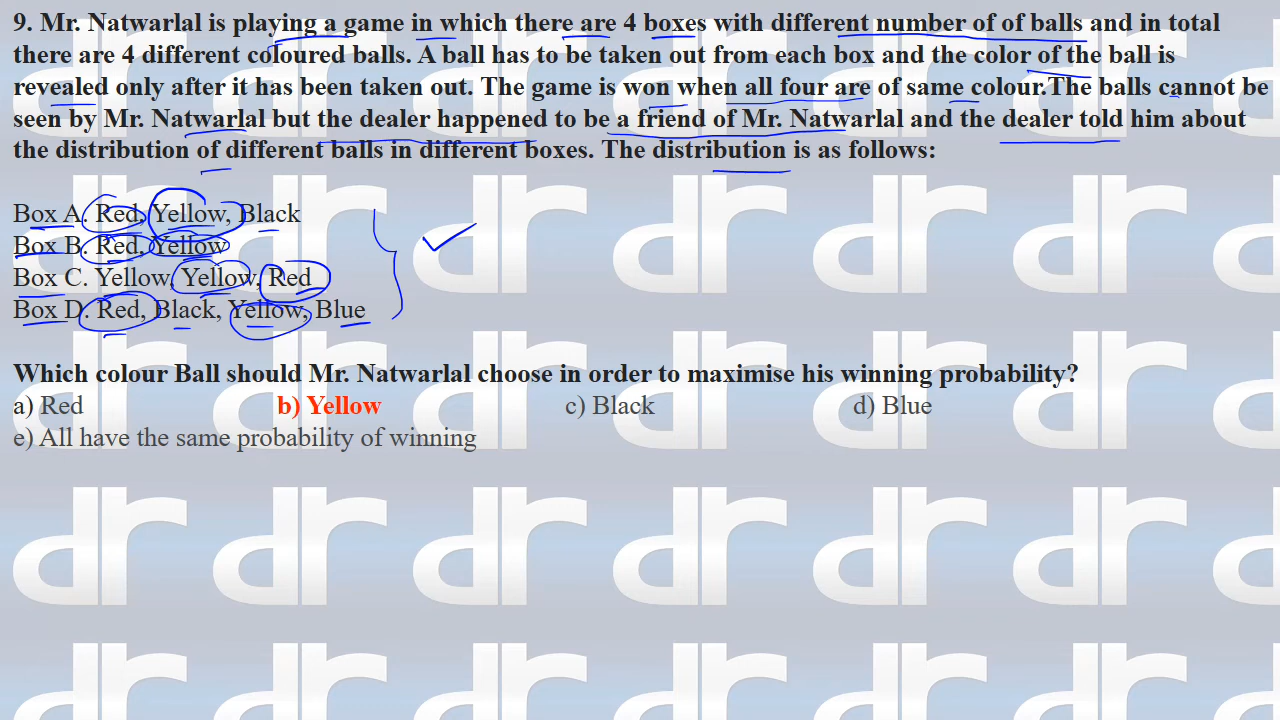 9. Mr. Natwarlal is playing a game in which there are 4 boxes with different number of of balls and in total
there are 4 different coloured balls. A ball has to be taken out from each box and the color of the ball is
revealed only after it has been taken out. The game is won when all four are of same colour.The balls cannot be
seen by Mr. Natwarlal but the dealer happened to be a friend of Mr. Natwarlal and the dealer told him about
the distribution of different balls in different boxes. The distribution is as follows:
Box A. Red, Yellow, Black
Box B. Red, Yellow
Box C. Yellow, Yellow, Red
Box D. Red, Black, Yellow, Blue
Which colour Ball should Mr. Natwarlal choose in order to maximise his winning probability?
a) Red b) Yellow c) Black d) Blue
e) All have the same probability of winning